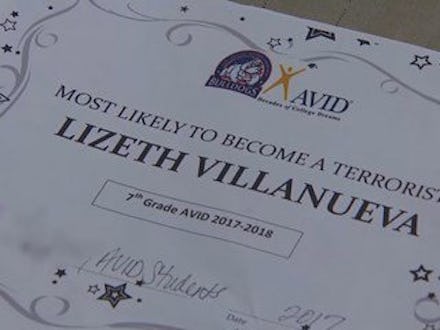 BULLDOGS
AVID®
Decades of College Dreams
MOST LIKELY TO BECOME A TERRORIST
LIZETH VILLANUEVA
7th Grade AVID 2017-2018
AVID Students
2017
Date